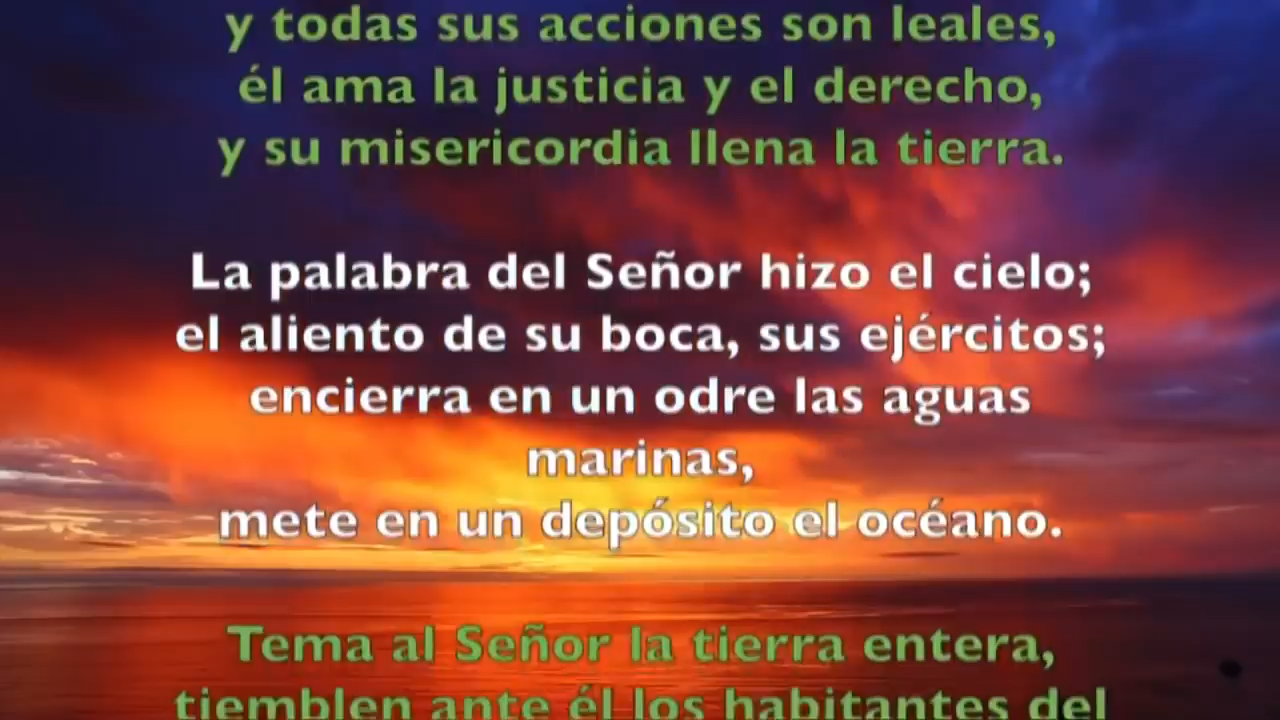 y todas sus acciones son leales,
él ama la justicia y el derecho,
y su misericordia llena la tierra.
La palabra del Señor hizo el cielo;
el aliento de su boca, sus ejércitos;
encierra en un odre las aguas
marinas,
mete en un depósito el océano.
Tema al Señor la tierra entera,
tiemblen ante él los habitantes del